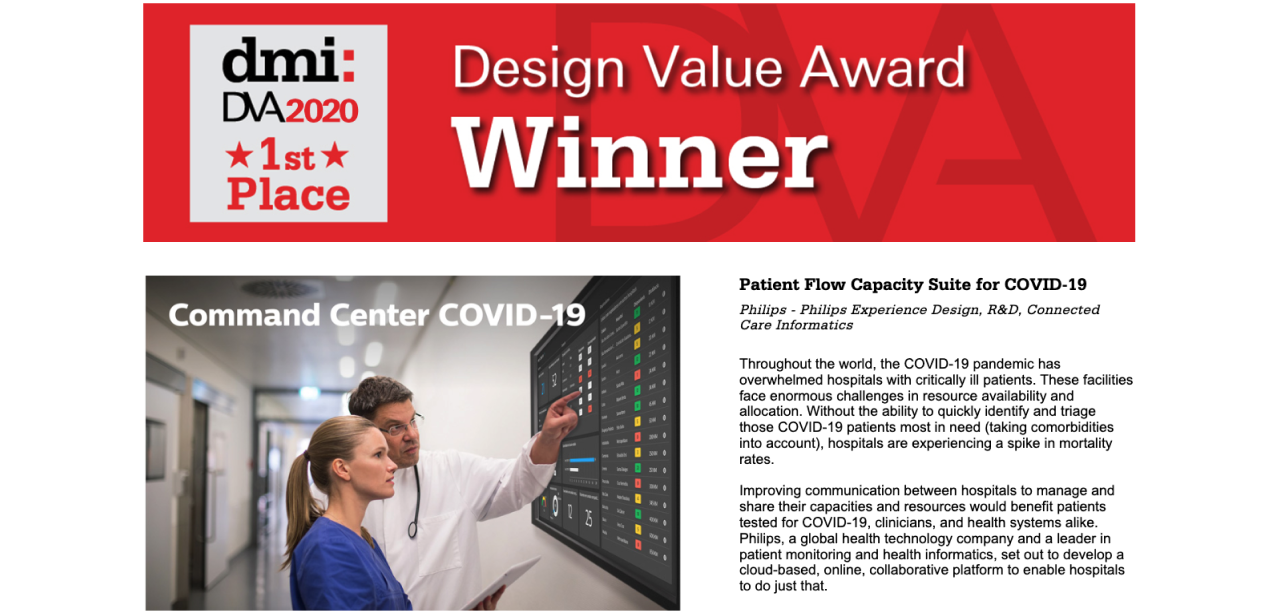 dmi:
DVA2020
★1st★
Place
Design Value Award
Winner
Command Center COVID-19
Patient Flow Capacity Suite for COVID-19
Philips - Philips Experience Design, R&D, Connected
Care Informatics
Throughout the world, the COVID-19 pandemic has
overwhelmed hospitals with critically ill patients. These facilities
face enormous challenges in resource availability and
allocation. Without the ability to quickly identify and triage
those COVID-19 patients most in need (taking comorbidities
into account), hospitals are experiencing a spike in mortality
rates.
Improving communication between hospitals to manage and
share their capacities and resources would benefit patients
tested for COVID-19, clinicians, and health systems alike.
Philips, a global health technology company and a leader in
patient monitoring and health informatics, set out to develop a
cloud-based, online, collaborative platform to enable hospitals
to do just that.